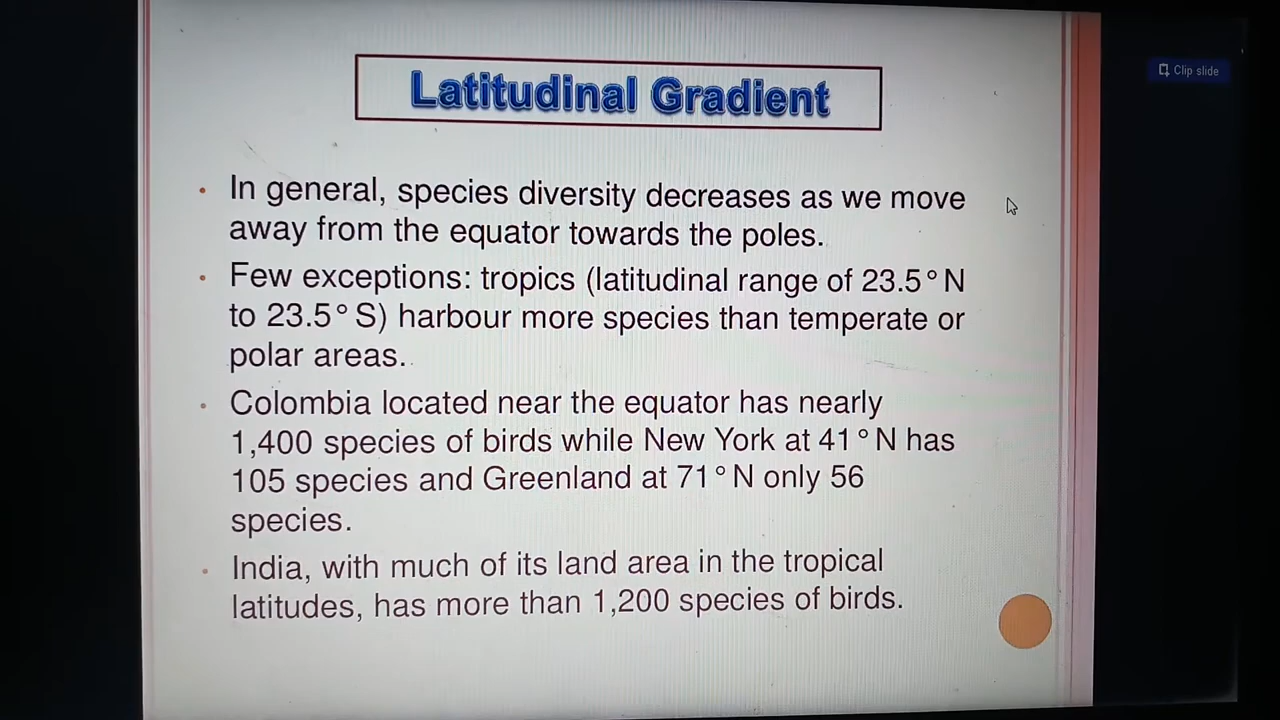 Latitudinal Gradient
Clip slide
• In general, species diversity decreases as we move
away from the equator towards the poles.
• Few exceptions: tropics (latitudinal range of 23.5° N
to 23.5° S) harbour more species than temperate or
polar areas.
• Colombia located near the equator has nearly
1,400 species of birds while New York at 41° N has
105 species and Greenland at 71° N only 56
species.
• India, with much of its land area in the tropical
latitudes, has more than 1,200 species of birds.